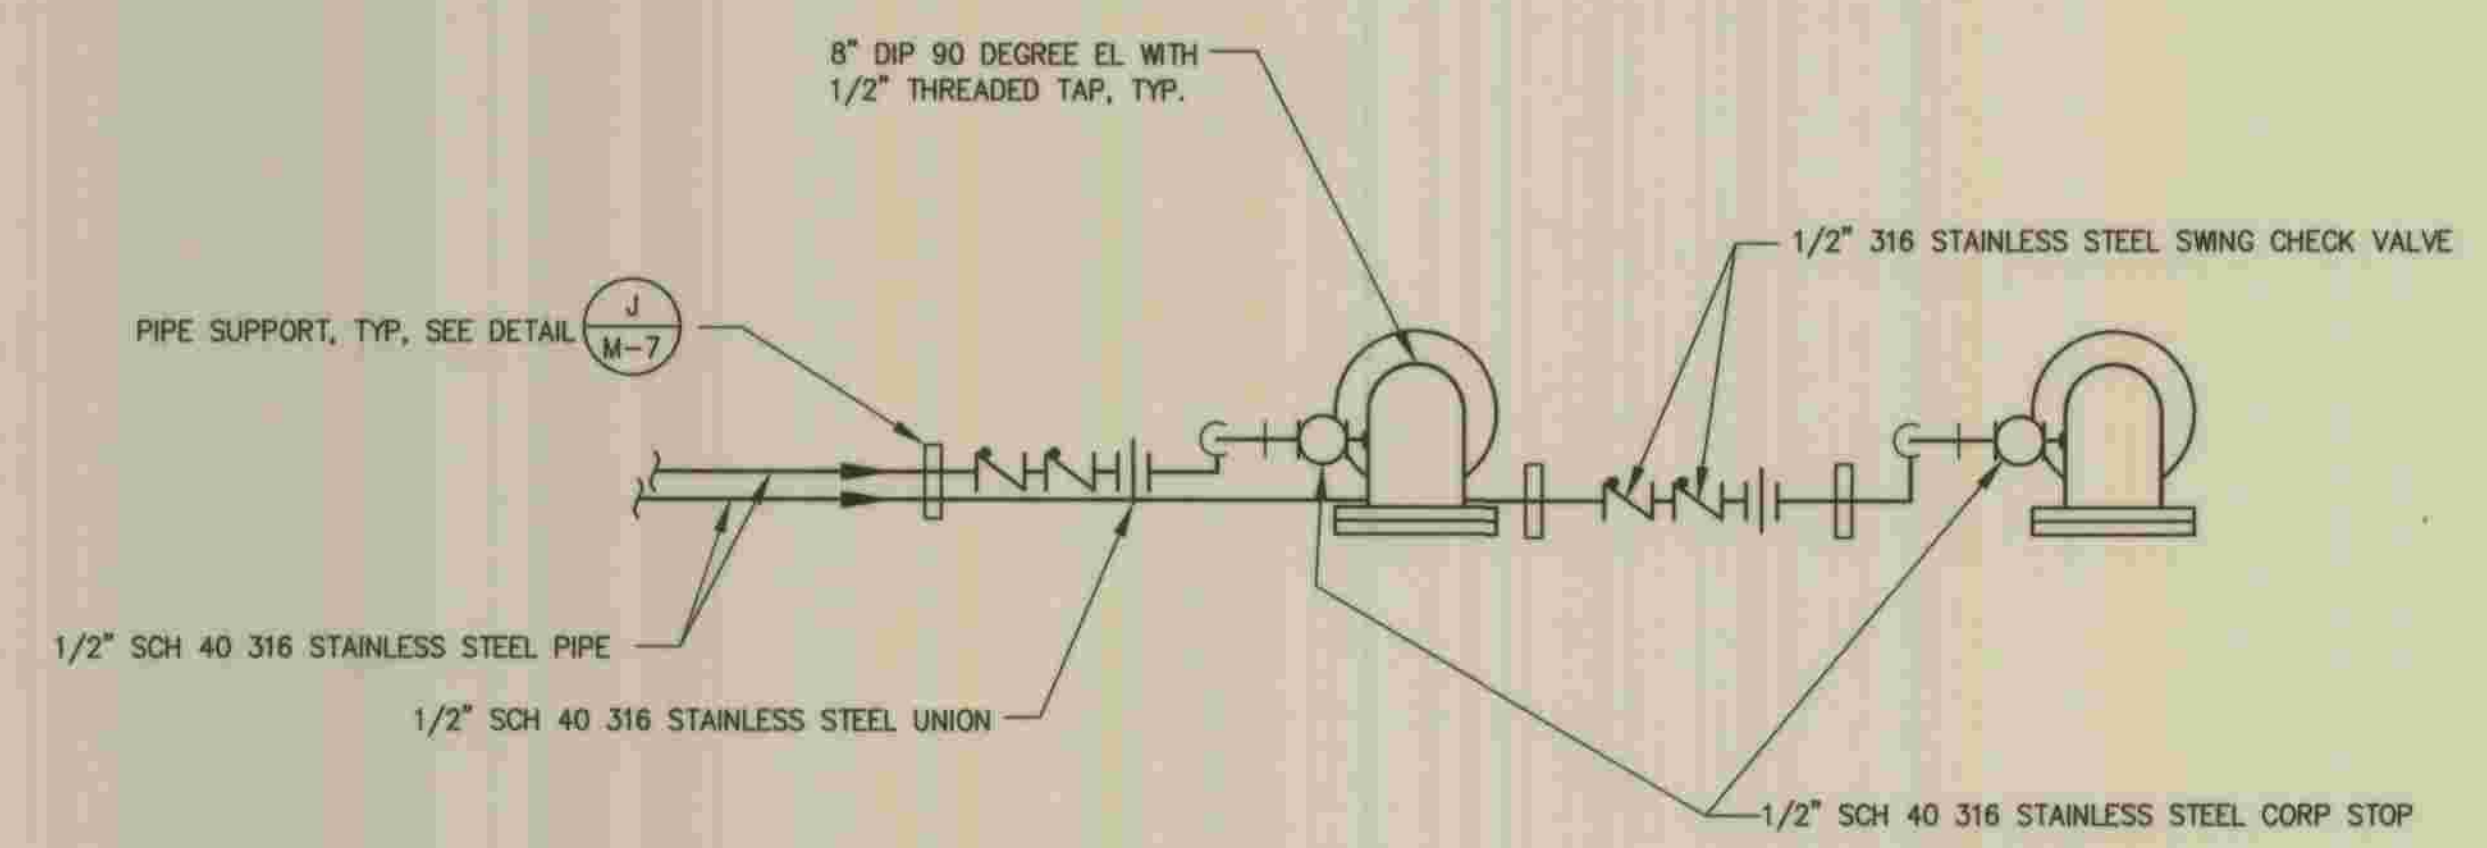 8" DIP 90 DEGREE EL WITH
1/2" THREADED TAP, TYP.
1/2" 316 STAINLESS STEEL SWING CHECK VALVE
PIPE SUPPORT, TYP, SEE DETAIL
J
M-7
1/2" SCH 40 316 STAINLESS STEEL PIPE
1/2" SCH 40 316 STAINLESS STEEL UNION
1/2" SCH 40 316 STAINLESS STEEL CORP STOP